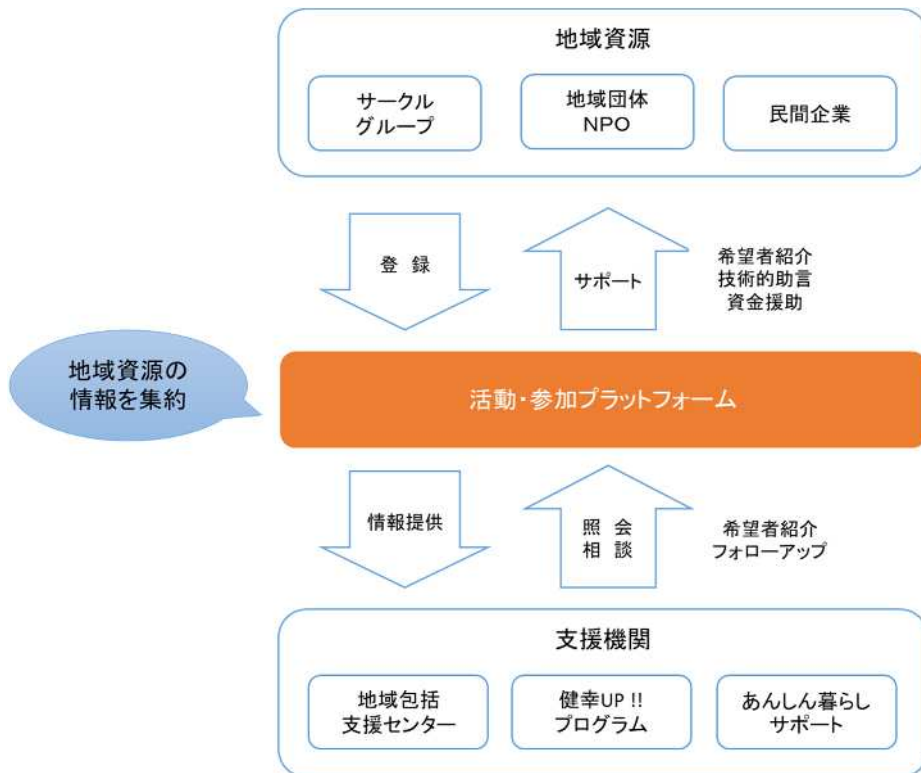 地域資源
サークル
グループ
地域団体
NPO
民間企業
登 録
サポート
希望者紹介
技術的助言
資金援助
地域資源の
情報を集約
活動・参加プラットフォーム
情報提供
照 会
相 談
希望者紹介
フォローアップ
支援機関
地域包括
支援センター
健幸UP !!
プログラム
あんしん暮らし
サポート